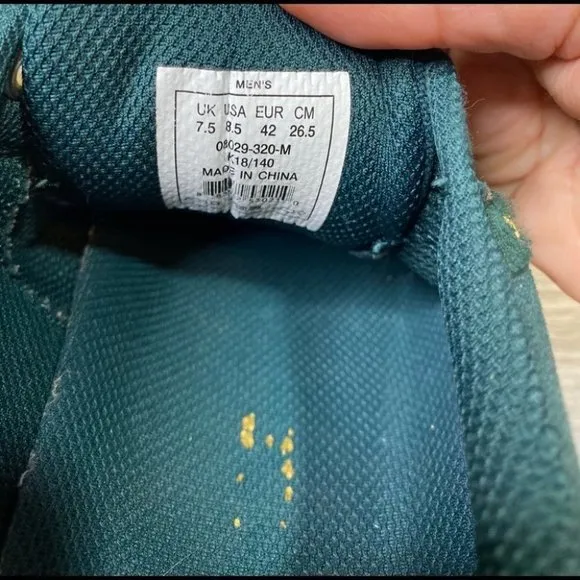 MEN'S
UK USA EUR CM
7.5 8.5 42 26.5
08029-320-M
K18/140
MADE IN CHINA